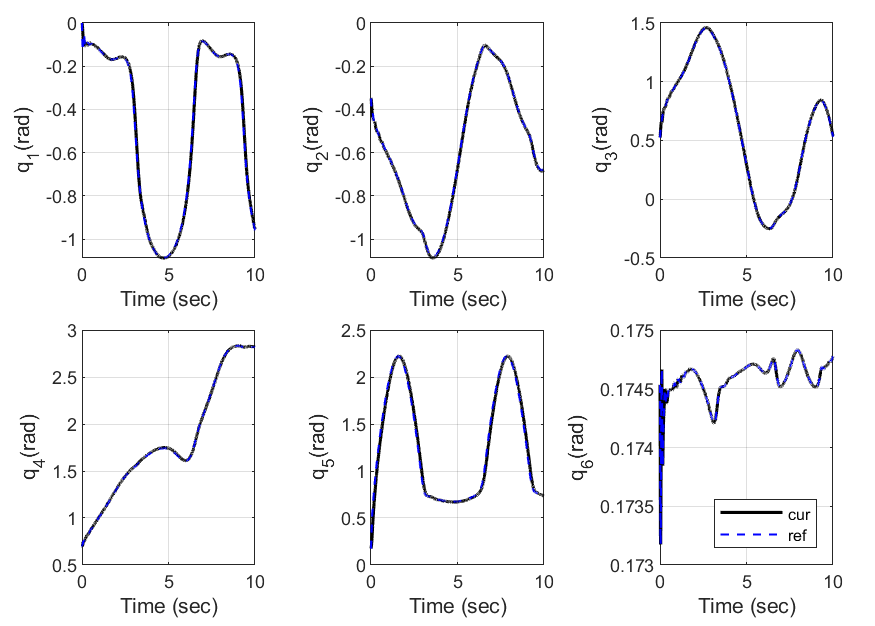 0
-0.2
-0.4
-0.6
-0.8
-1
q1(rad)
0 5 10
Time (sec)
0
-0.2
-0.4
-0.6
-0.8
-1
q2(rad)
0 5 10
Time (sec)
1.5
1
0.5
0
-0.5
q3(rad)
0 5 10
Time (sec)
3
2.5
2
1.5
1
0.5
q4(rad)
0 5 10
Time (sec)
2.5
2
1.5
1
0.5
0
q5(rad)
0 5 10
Time (sec)
0.175
0.1745
0.174
0.1735
0.173
q6(rad)
0 5 10
Time (sec)
cur
ref